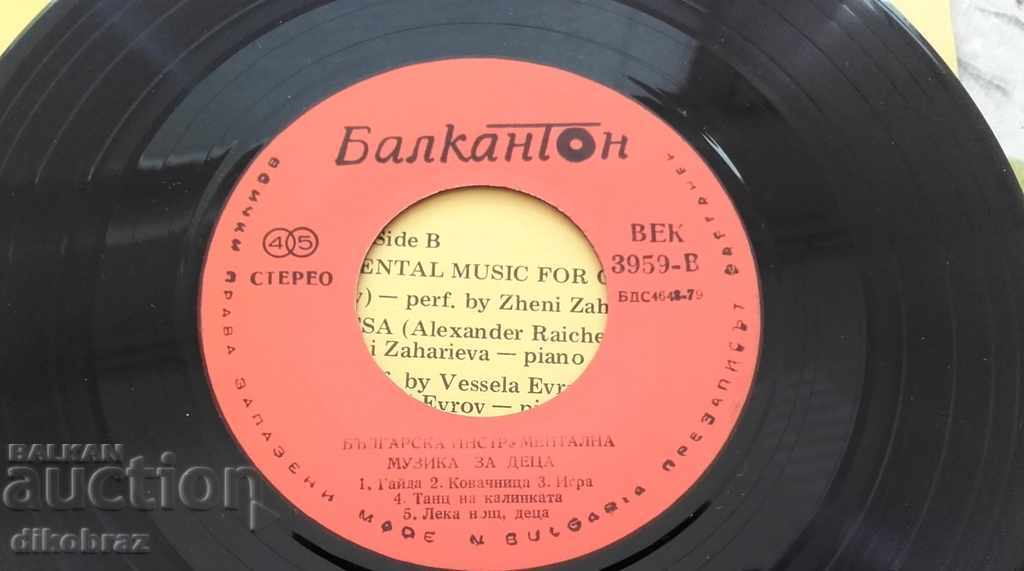 Балкантон
45
СТЕРЕО
ВЕК
3959-В
БДС4648-79
Side B
ENTAL MUSIC FOR
) — perf. by Zheni Zah
SA (Alexander Raiche
i Zaharieva — piano
. by Vessela Evr
Evrov — pi
БЪЛГАРСКА ИНСТРУМЕНТАЛНА
МУЗИКА ЗА ДЕЦА
1. Гайда 2. Ковачница 3. Игра
4. Танц на калинката
5. Лека нощ, деца
ВСИЧКИ ПРАВА ЗАПАЗЕНИ MADE IN BULGARIA ПРЕЗАПИСЪТ ЗАБРАНЕН
BALKAN
auction
dikobraz